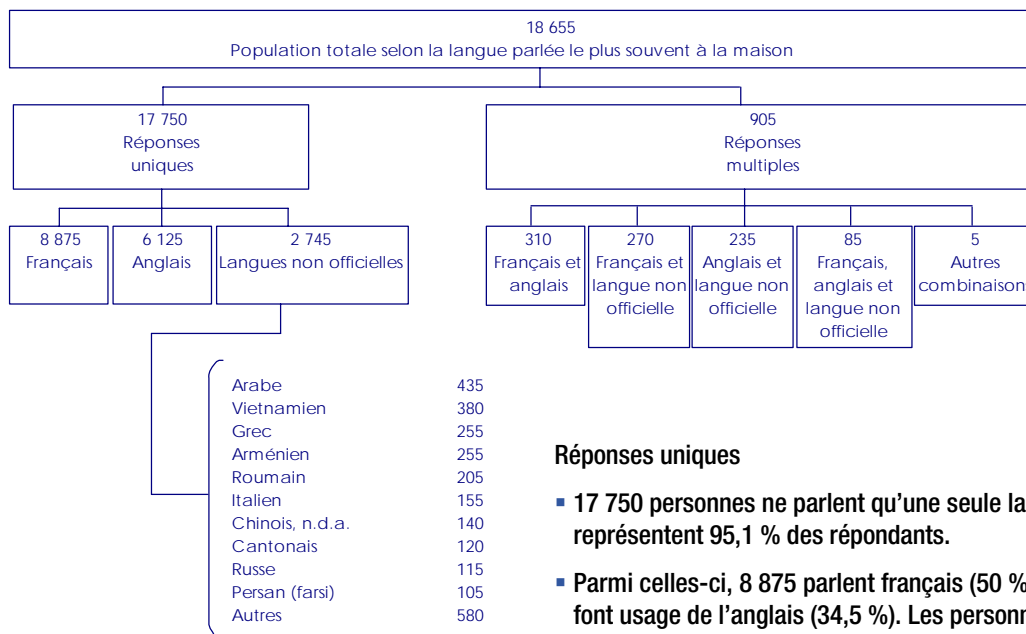 18 655
Population totale selon la langue parlée le plus souvent à la maison
17 750
Réponses
uniques
905
Réponses
multiples
8 875
Français
6 125
Anglais
2 745
Langues non officielles
310
Français et
anglais
270
Français et
langue non
officielle
235
Anglais et
langue non
officielle
85
Français,
anglais et
langue non
officielle
5
Autres
combinaison
Arabe 435
Vietnamien 380
Grec 255
Arménien 255
Roumain 205
Italien 155
Chinois, n.d.a. 140
Cantonais 120
Russe 115
Persan (farsi) 105
Autres 580
Réponses uniques
▪ 17 750 personnes ne parlent qu’une seule la
représentent 95,1 % des répondants.
▪ Parmi celles-ci, 8 875 parlent français (50 %
font usage de l’anglais (34,5 %). Les personn